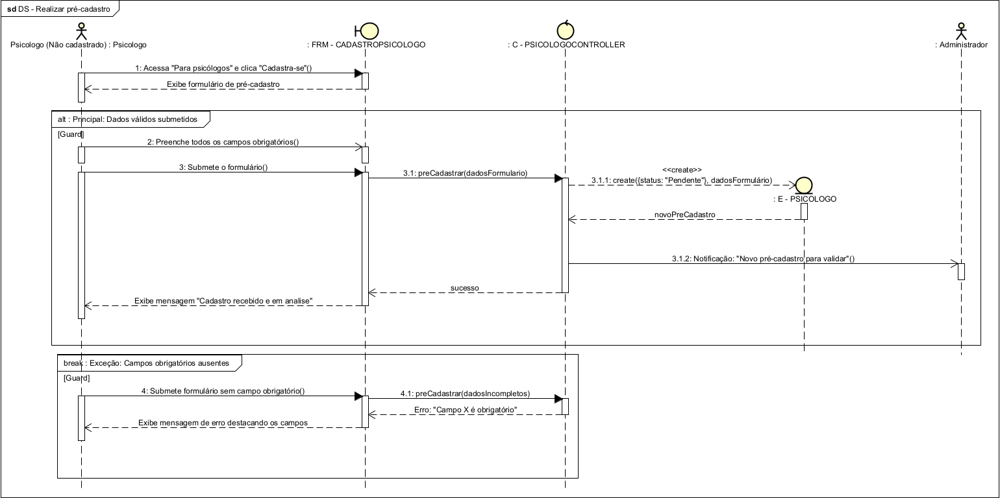 sd DS - Realizar pré-cadastro
Psicologo (Não cadastrado) : Psicologo
: FRM - CADASTROPSICOLOGO
: C - PSICOLOGOCONTROLLER
: Administrador
1: Acessa "Para psicólogos" e clica "Cadastra-se"()
Exibe formulário de pré-cadastro
alt : Principal: Dados válidos submetidos
[Guard]
2: Preenche todos os campos obrigatórios()
3: Submete o formulário()
3.1: preCadastrar(dadosFormulario)
<<create>>
3.1.1: create({status: "Pendente"}, dadosFormulário)
: E - PSICOLOGO
novoPreCadastro
3.1.2: Notificação: "Novo pré-cadastro para validar"()
sucesso
Exibe mensagem "Cadastro recebido e em analise"
break : Exceção: Campos obrigatórios ausentes
[Guard]
4: Submete formulário sem campo obrigatório()
4.1: preCadastrar(dadosIncompletos)
Erro: "Campo X é obrigatório"
Exibe mensagem de erro destacando os campos